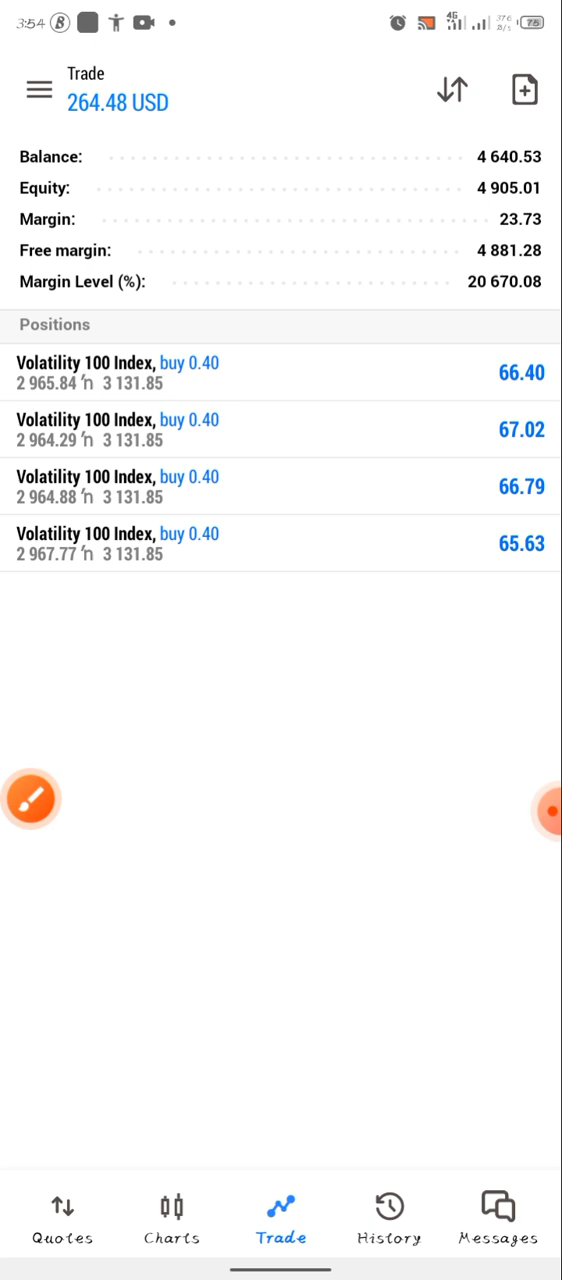 3:54
4G
376 B/s
75
Trade
264.48 USD
Balance: 4 640.53
Equity: 4 905.01
Margin: 23.73
Free margin: 4 881.28
Margin Level (%): 20 670.08
Positions
Volatility 100 Index, buy 0.40
2 965.84 3 131.85
66.40
Volatility 100 Index, buy 0.40
2 964.29 3 131.85
67.02
Volatility 100 Index, buy 0.40
2 964.88 3 131.85
66.79
Volatility 100 Index, buy 0.40
2 967.77 3 131.85
65.63
Quotes Charts Trade History Messages